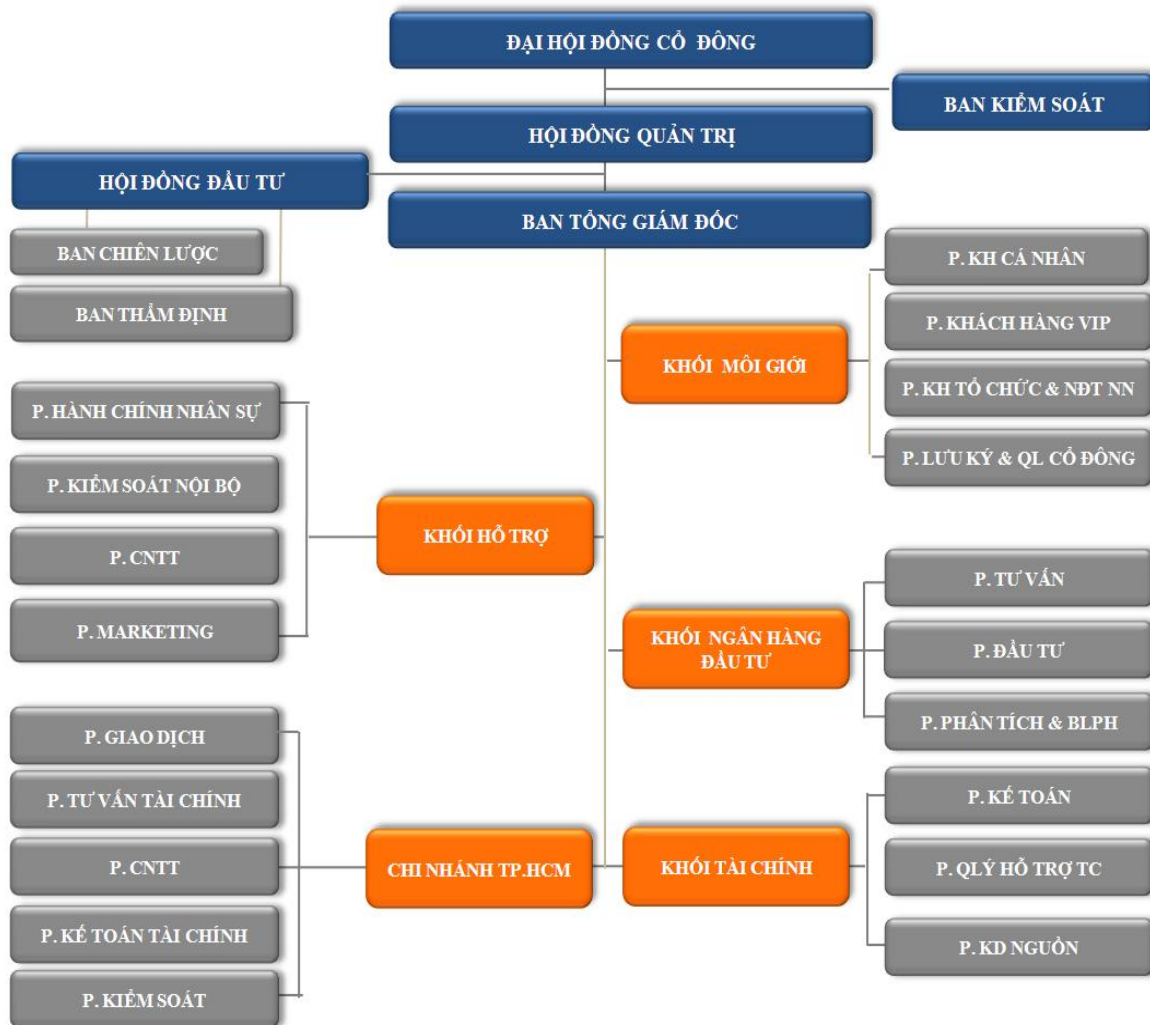 ĐẠI HỘI ĐỒNG CỔ ĐÔNG
BAN KIỂM SOÁT
HỘI ĐỒNG QUẢN TRỊ
HỘI ĐỒNG ĐẦU TƯ
BAN TỔNG GIÁM ĐỐC
BAN CHIÊN LƯỢC
BAN THẨM ĐỊNH
P. KH CÁ NHÂN
P. KHÁCH HÀNG VIP
KHỐI MÔI GIỚI
P. KH TỔ CHỨC & NĐT NN
P. LƯU KÝ & QL CỔ ĐÔNG
P. HÀNH CHÍNH NHÂN SỰ
P. KIỂM SOÁT NỘI BỘ
KHỐI HỖ TRỢ
P. CNTT
P. MARKETING
P. TƯ VẤN
KHỐI NGÂN HÀNG
ĐẦU TƯ
P. ĐẦU TƯ
P. PHÂN TÍCH & BLPH
P. GIAO DỊCH
P. TƯ VẤN TÀI CHÍNH
P. CNTT
P. KẾ TOÁN TÀI CHÍNH
P. KIỂM SOÁT
CHI NHÁNH TP.HCM
KHỐI TÀI CHÍNH
P. KẾ TOÁN
P. QLÝ HỖ TRỢ TC
P. KD NGUỒN